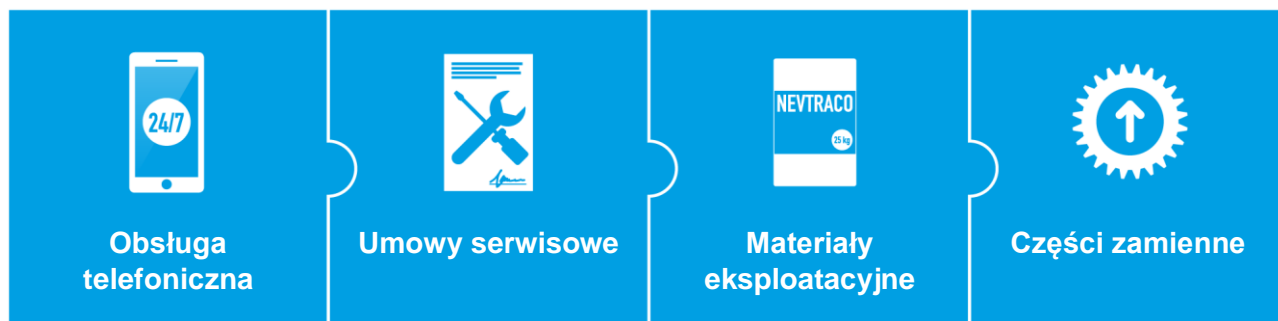 24/7
Obsługa
telefoniczna
Umowy serwisowe
NEVTRACO
25 kg
Materiały
eksploatacyjne
Części zamienne